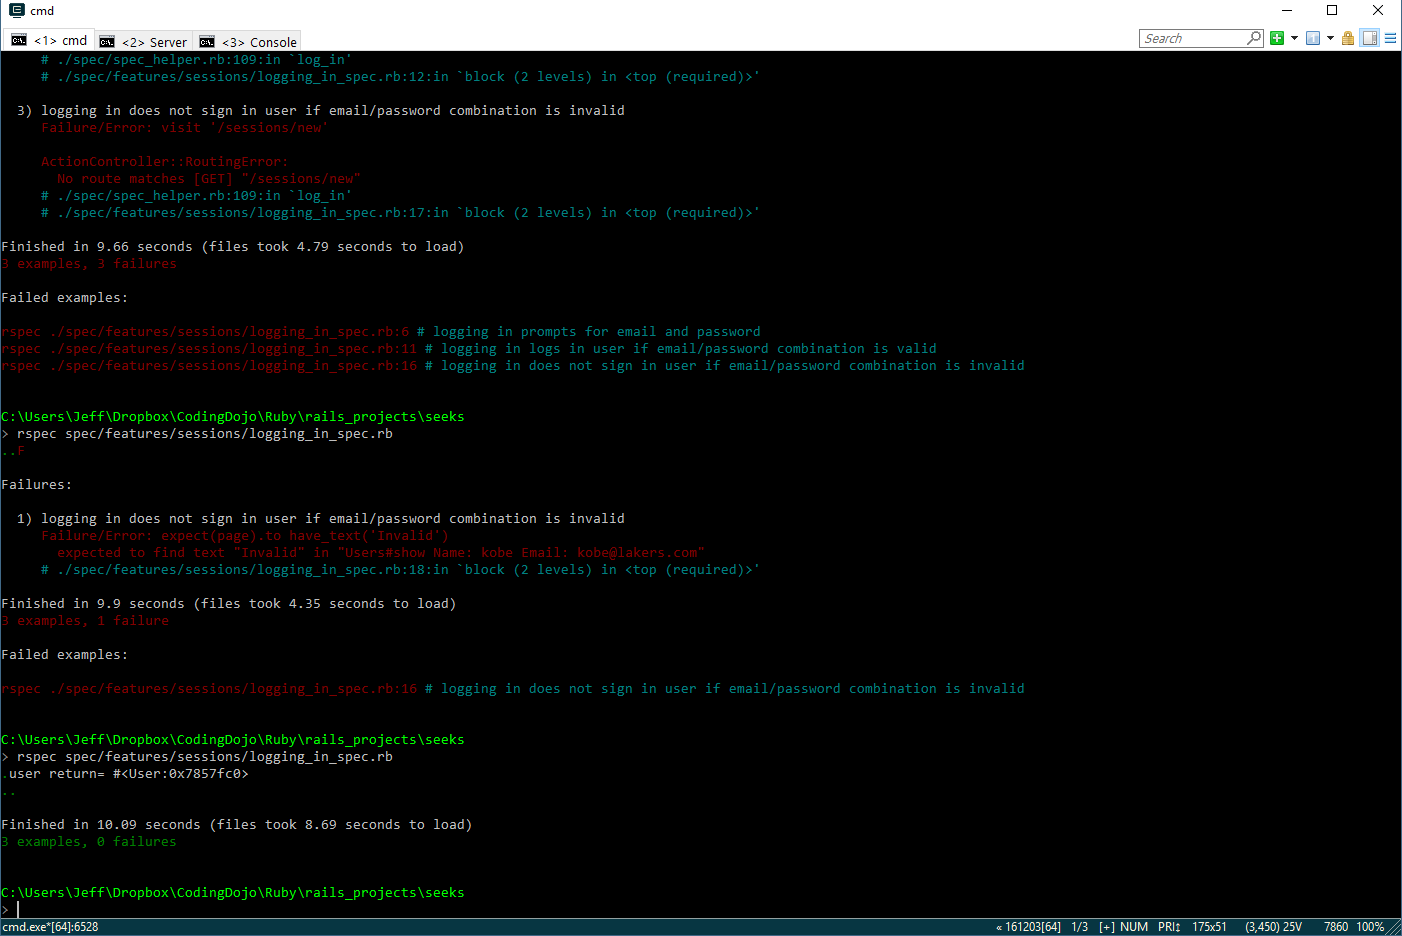 cmd
<1> cmd
<2> Server
<3> Console
Search
# ./spec/spec_helper.rb:109:in `log_in'
# ./spec/features/sessions/logging_in_spec.rb:12:in `block (2 levels) in <top (required)>'
3) logging in does not sign in user if email/password combination is invalid
Failure/Error: visit '/sessions/new'
ActionController::RoutingError:
No route matches [GET] "/sessions/new"
# ./spec/spec_helper.rb:109:in `log_in'
# ./spec/features/sessions/logging_in_spec.rb:17:in `block (2 levels) in <top (required)>'
Finished in 9.66 seconds (files took 4.79 seconds to load)
3 examples, 3 failures
Failed examples:
rspec ./spec/features/sessions/logging_in_spec.rb:6 # logging in prompts for email and password
rspec ./spec/features/sessions/logging_in_spec.rb:11 # logging in logs in user if email/password combination is valid
rspec ./spec/features/sessions/logging_in_spec.rb:16 # logging in does not sign in user if email/password combination is invalid
C:\Users\Jeff\Dropbox\CodingDojo\Ruby\rails_projects\seeks
> rspec spec/features/sessions/logging_in_spec.rb
..F
Failures:
1) logging in does not sign in user if email/password combination is invalid
Failure/Error: expect(page).to have_text('Invalid')
expected to find text "Invalid" in "Users#show Name: kobe Email: kobe@lakers.com"
# ./spec/features/sessions/logging_in_spec.rb:18:in `block (2 levels) in <top (required)>'
Finished in 9.9 seconds (files took 4.35 seconds to load)
3 examples, 1 failure
Failed examples:
rspec ./spec/features/sessions/logging_in_spec.rb:16 # logging in does not sign in user if email/password combination is invalid
C:\Users\Jeff\Dropbox\CodingDojo\Ruby\rails_projects\seeks
> rspec spec/features/sessions/logging_in_spec.rb
.user return= #<User:0x7857fc0>
..
Finished in 10.09 seconds (files took 8.69 seconds to load)
3 examples, 0 failures
C:\Users\Jeff\Dropbox\CodingDojo\Ruby\rails_projects\seeks
>
cmd.exe*[64]:6528 « 161203[64] 1/3 [+] NUM PRI↕ 175x51 (3,450) 25V 7860 100%